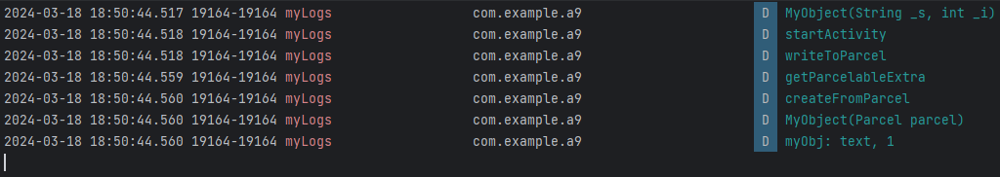 2024-03-18 18:50:44.517 19164-19164 myLogs com.example.a9 D MyObject(String _s, int _i)
2024-03-18 18:50:44.518 19164-19164 myLogs com.example.a9 D startActivity
2024-03-18 18:50:44.518 19164-19164 myLogs com.example.a9 D writeToParcel
2024-03-18 18:50:44.559 19164-19164 myLogs com.example.a9 D getParcelableExtra
2024-03-18 18:50:44.560 19164-19164 myLogs com.example.a9 D createFromParcel
2024-03-18 18:50:44.560 19164-19164 myLogs com.example.a9 D MyObject(Parcel parcel)
2024-03-18 18:50:44.560 19164-19164 myLogs com.example.a9 D myObj: text, 1